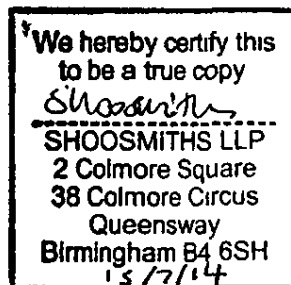 We hereby certify this
to be a true copy
Shoosmiths
SHOOSMITHS LLP
2 Colmore Square
38 Colmore Circus
Queensway
Birmingham B4 6SH
15/7/14